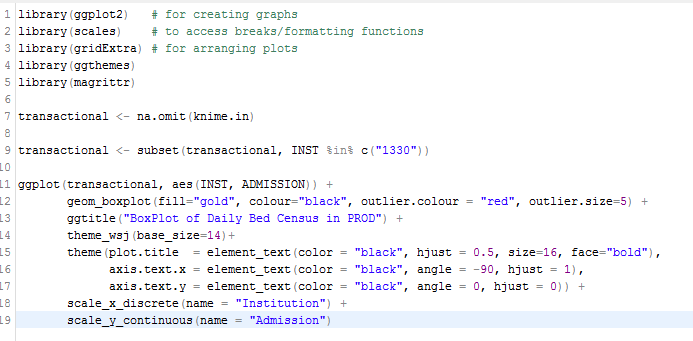 1 library(ggplot2)   # for creating graphs
2 library(scales)    # to access breaks/formatting functions
3 library(gridExtra) # for arranging plots
4 library(ggthemes)
5 library(magrittr)
6
7 transactional <- na.omit(knime.in)
8
9 transactional <- subset(transactional, INST %in% c("1330"))
10
11 ggplot(transactional, aes(INST, ADMISSION)) +
12        geom_boxplot(fill="gold", colour="black", outlier.colour = "red", outlier.size=5) +
13        ggtitle("BoxPlot of Daily Bed Census in PROD") +
14        theme_wsj(base_size=14)+
15        theme(plot.title  = element_text(color = "black", hjust = 0.5, size=16, face="bold"),
16              axis.text.x = element_text(color = "black", angle = -90, hjust = 1),
17              axis.text.y = element_text(color = "black", angle = 0, hjust = 0)) +
18        scale_x_discrete(name = "Institution") +
19        scale_y_continuous(name = "Admission")